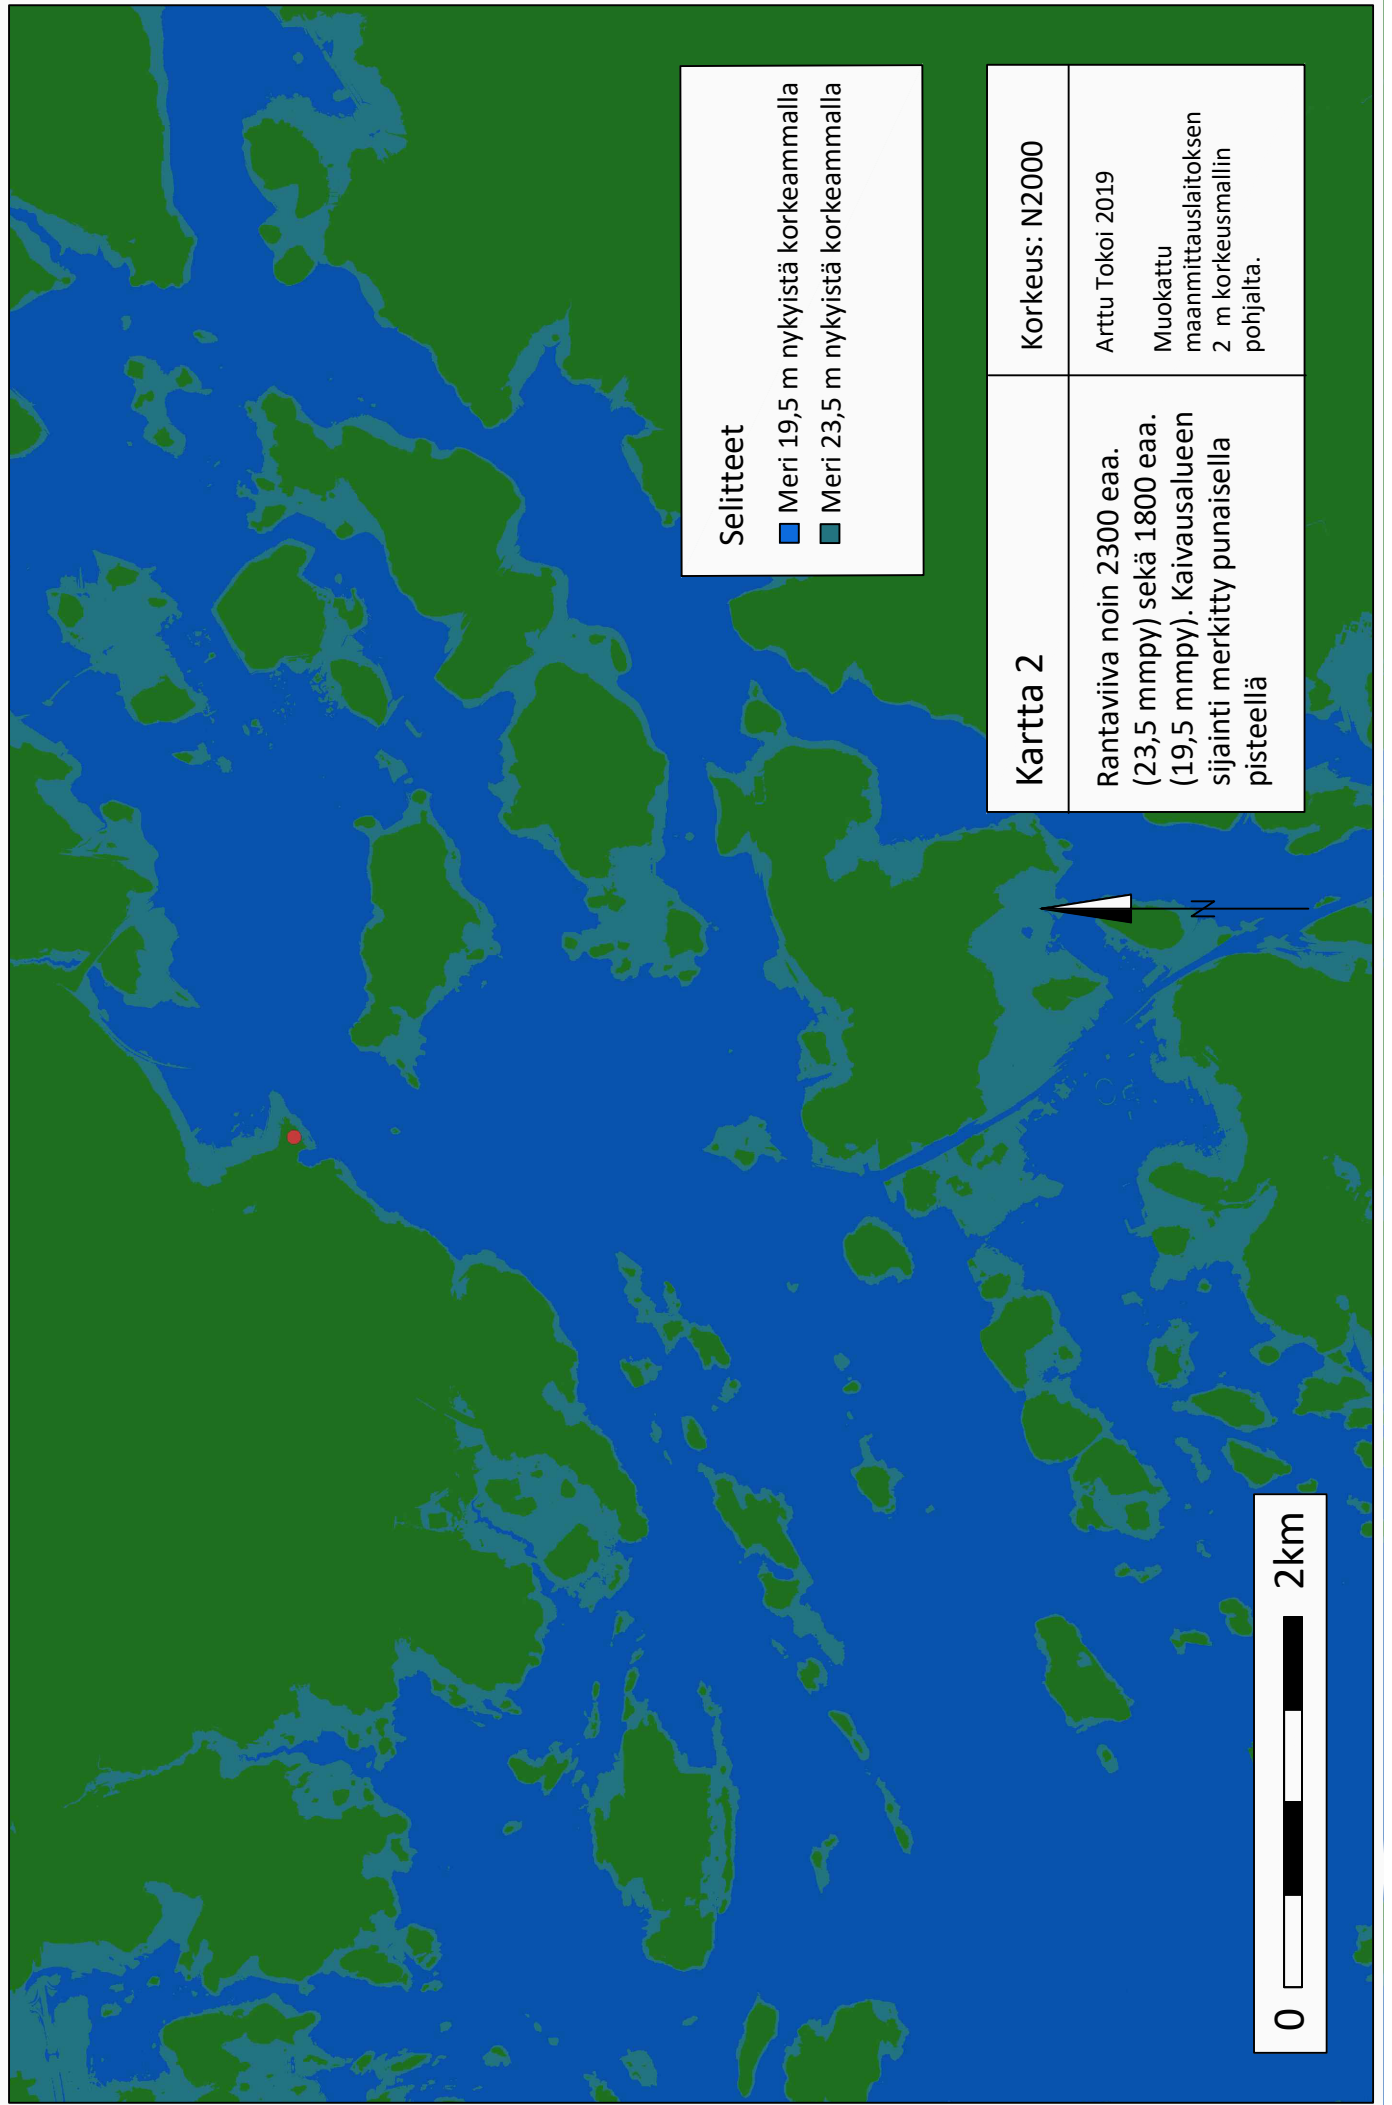 Selitteet
Meri 19,5 m nykyistä korkeammalla
Meri 23,5 m nykyistä korkeammalla
Kartta 2
Korkeus: N2000
Rantaviiva noin 2300 eaa.
(23,5 mmpy) sekä 1800 eaa.
(19,5 mmpy). Kaivausalueen
sijainti merkitty punaisella
pisteellä
Arttu Tokoi 2019
Muokattu
maanmittauslaitoksen
2 m korkeusmallin
pohjalta.
N
0 2km